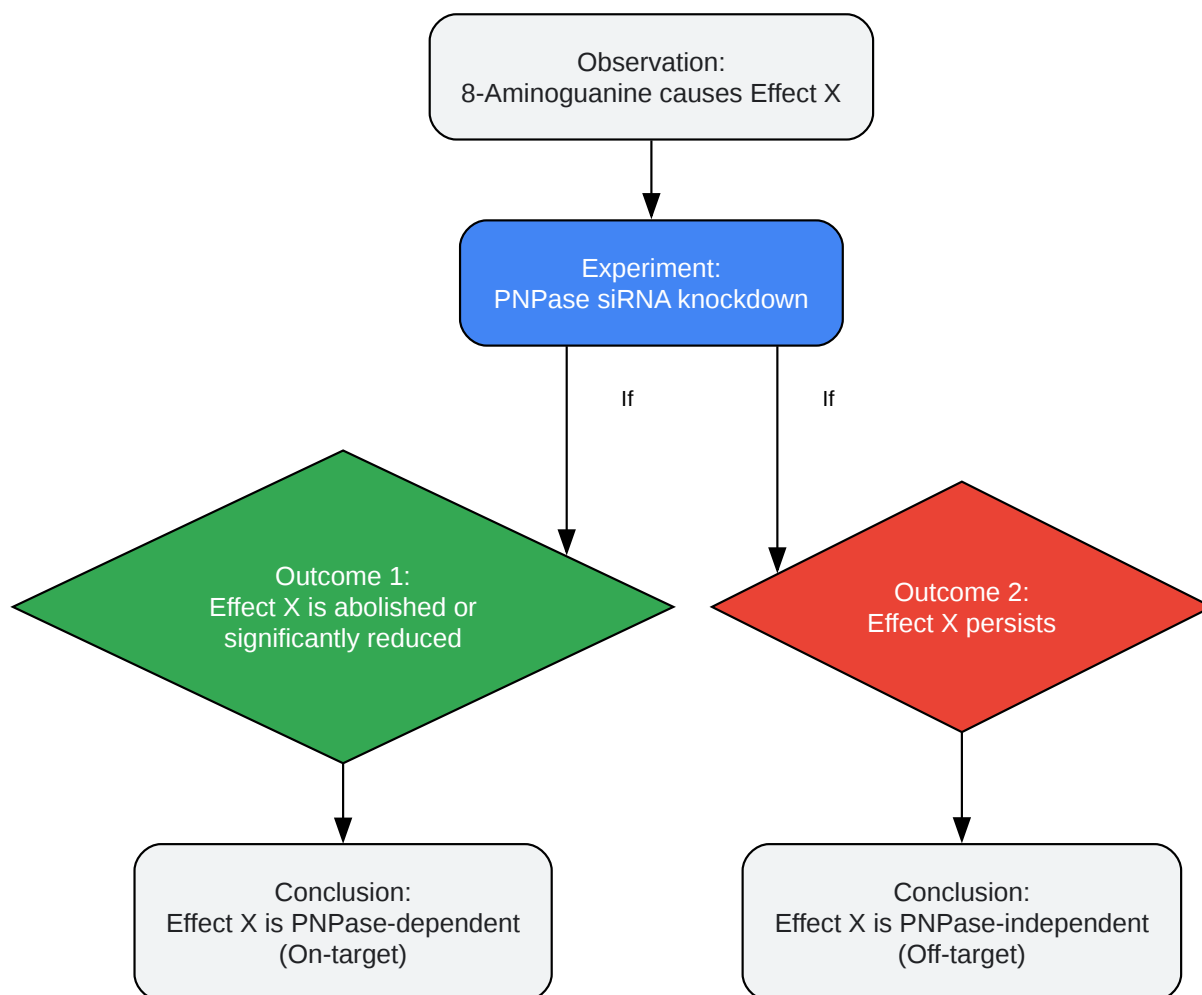 Observation:
8-Aminoguanine causes Effect X
Experiment:
PNPase siRNA knockdown
If
If
Outcome 1:
Effect X is abolished or
significantly reduced
Outcome 2:
Effect X persists
Conclusion:
Effect X is PNPase-dependent
(On-target)
Conclusion:
Effect X is PNPase-independent
(Off-target)